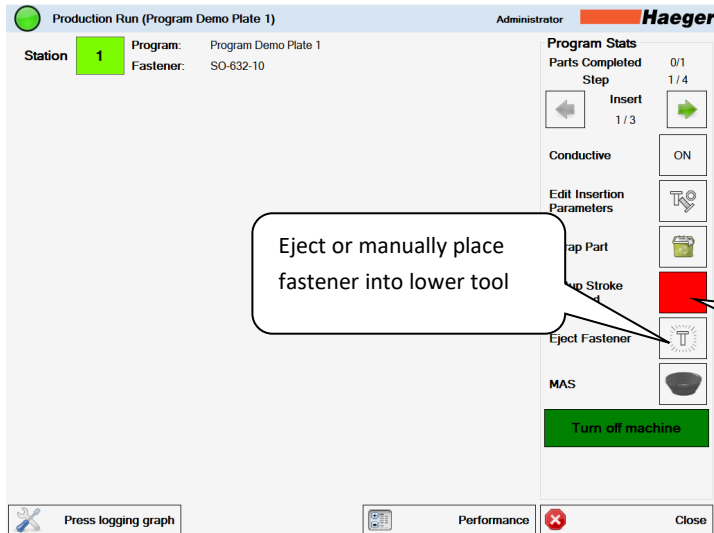 Production Run (Program Demo Plate 1)
Administrator
Haeger
Station
1
Program: Program Demo Plate 1
Fastener: SO-632-10
Program Stats
Parts Completed 0/1
Step 1 / 4
Insert
1 / 3
Conductive ON
Edit Insertion
Parameters
Eject or manually place
fastener into lower tool
rap Part
up Stroke
Eject Fastener
MAS
Turn off machine
Press logging graph
Performance
Close